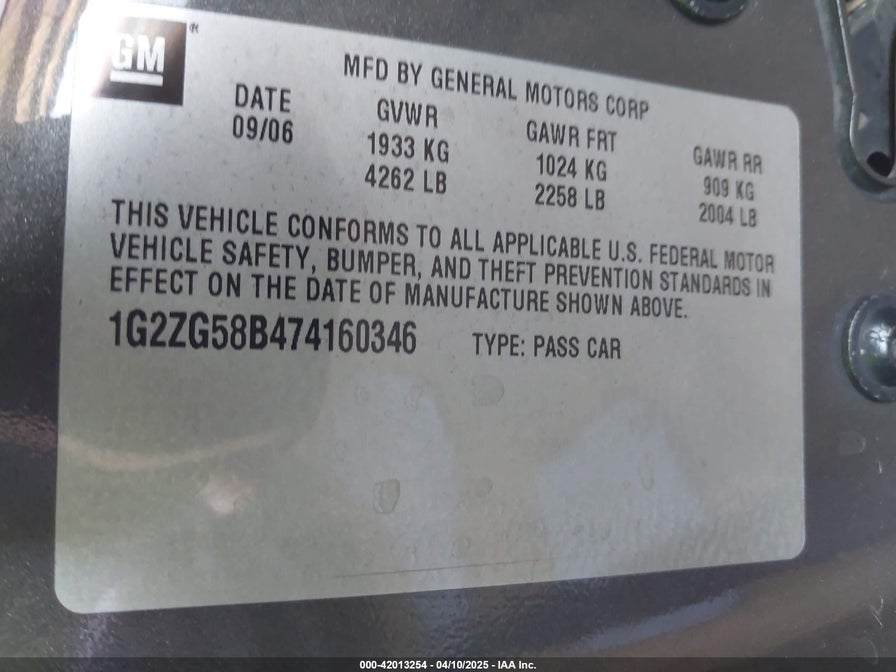 GM®
MFD BY GENERAL MOTORS CORP
DATE GVWR GAWR FRT GAWR RR
09/06 1933 KG 1024 KG 909 KG
4262 LB 2258 LB 2004 LB
THIS VEHICLE CONFORMS TO ALL APPLICABLE U.S. FEDERAL MOTOR
VEHICLE SAFETY, BUMPER, AND THEFT PREVENTION STANDARDS IN
EFFECT ON THE DATE OF MANUFACTURE SHOWN ABOVE.
1G2ZG58B474160346 TYPE: PASS CAR
000-42013254 - 04/10/2025 - IAA Inc.